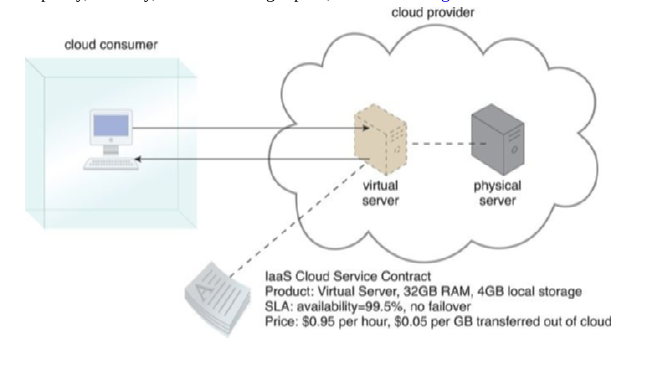 cloud provider
cloud consumer
virtual
server
physical
server
A
IaaS Cloud Service Contract
Product: Virtual Server, 32GB RAM, 4GB local storage
SLA: availability=99.5%, no failover
Price: $0.95 per hour, $0.05 per GB transferred out of cloud